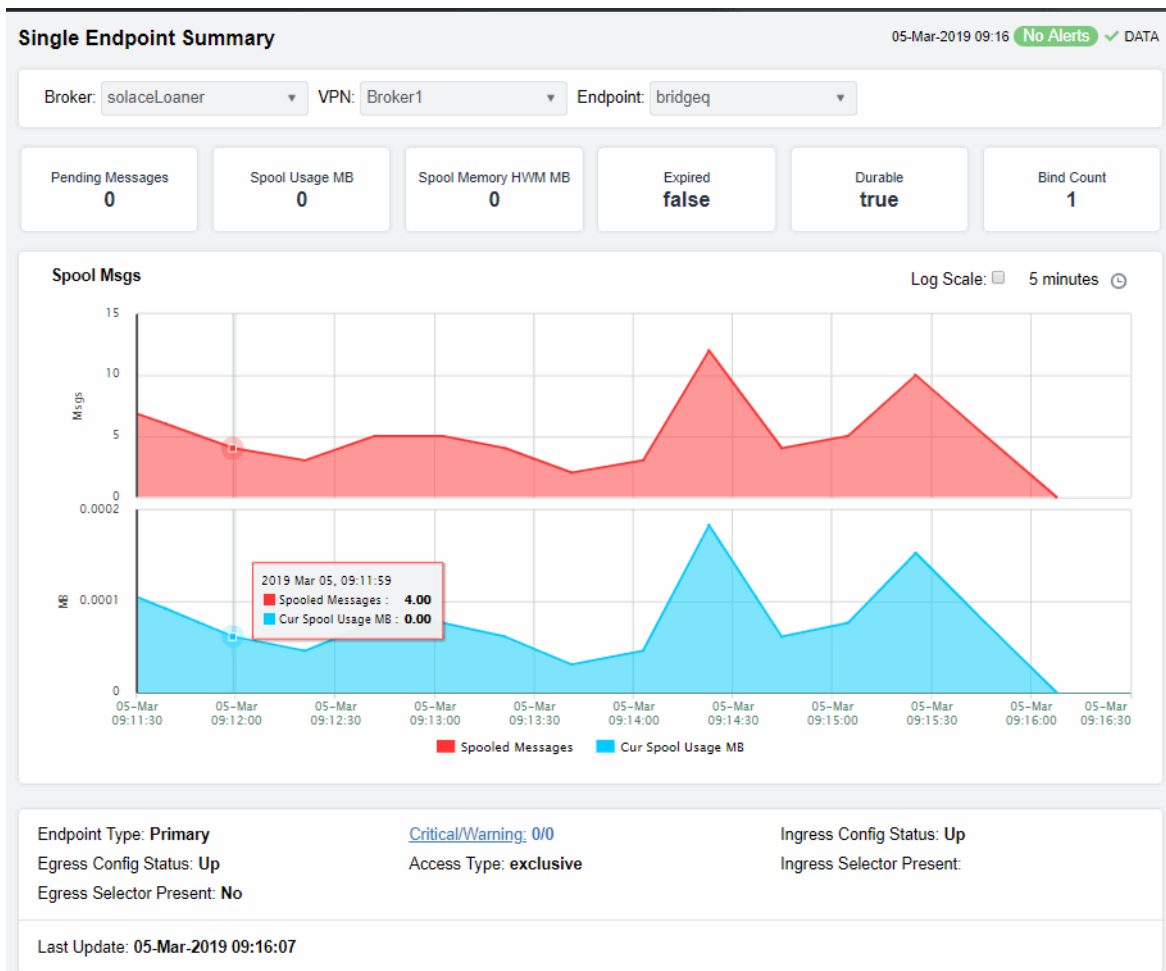 Single Endpoint Summary
05-Mar-2019 09:16 No Alerts DATA
Broker: solaceLoaner VPN: Broker1 Endpoint: bridgeq
Pending Messages
0
Spool Usage MB
0
Spool Memory HWM MB
0
Expired
false
Durable
true
Bind Count
1
Spool Msgs
Log Scale: 5 minutes
15
10
5
0
Msgs
0.0002
0.0001
0
MB
2019 Mar 05, 09:11:59
Spooled Messages : 4.00
Cur Spool Usage MB : 0.00
05-Mar 05-Mar 05-Mar 05-Mar 05-Mar 05-Mar 05-Mar 05-Mar 05-Mar 05-Mar 05-Mar
09:11:30 09:12:00 09:12:30 09:13:00 09:13:30 09:14:00 09:14:30 09:15:00 09:15:30 09:16:00 09:16:30
Spooled Messages Cur Spool Usage MB
Endpoint Type: Primary Critical/Warning: 0/0 Ingress Config Status: Up
Egress Config Status: Up Access Type: exclusive Ingress Selector Present:
Egress Selector Present: No
Last Update: 05-Mar-2019 09:16:07